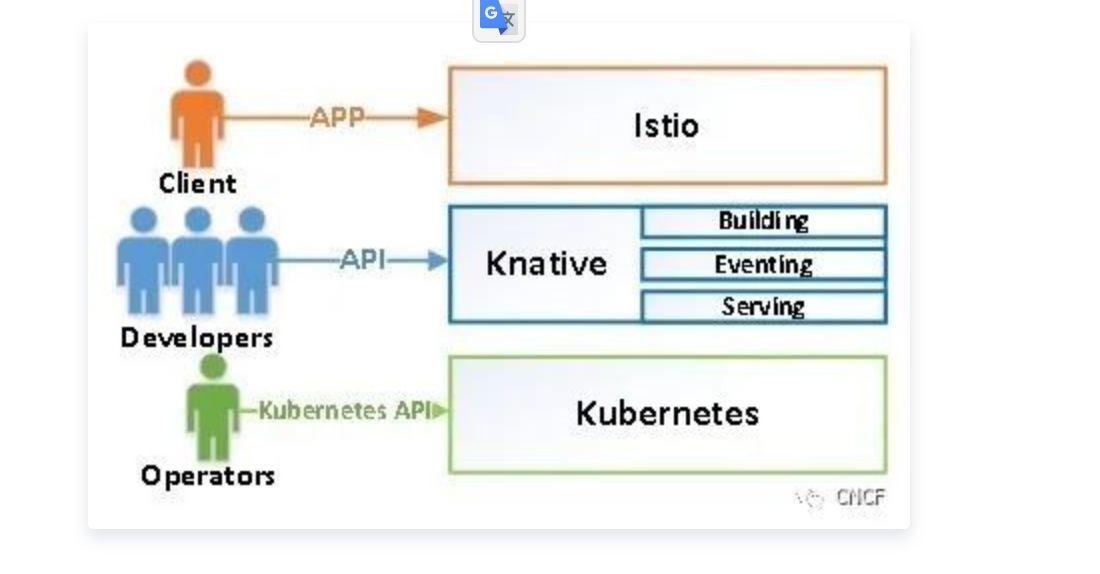 G 文
APP
Istio
Client
Building
API
Knative
Eventing
Serving
Developers
Kubernetes API
Kubernetes
Operators
CNCF